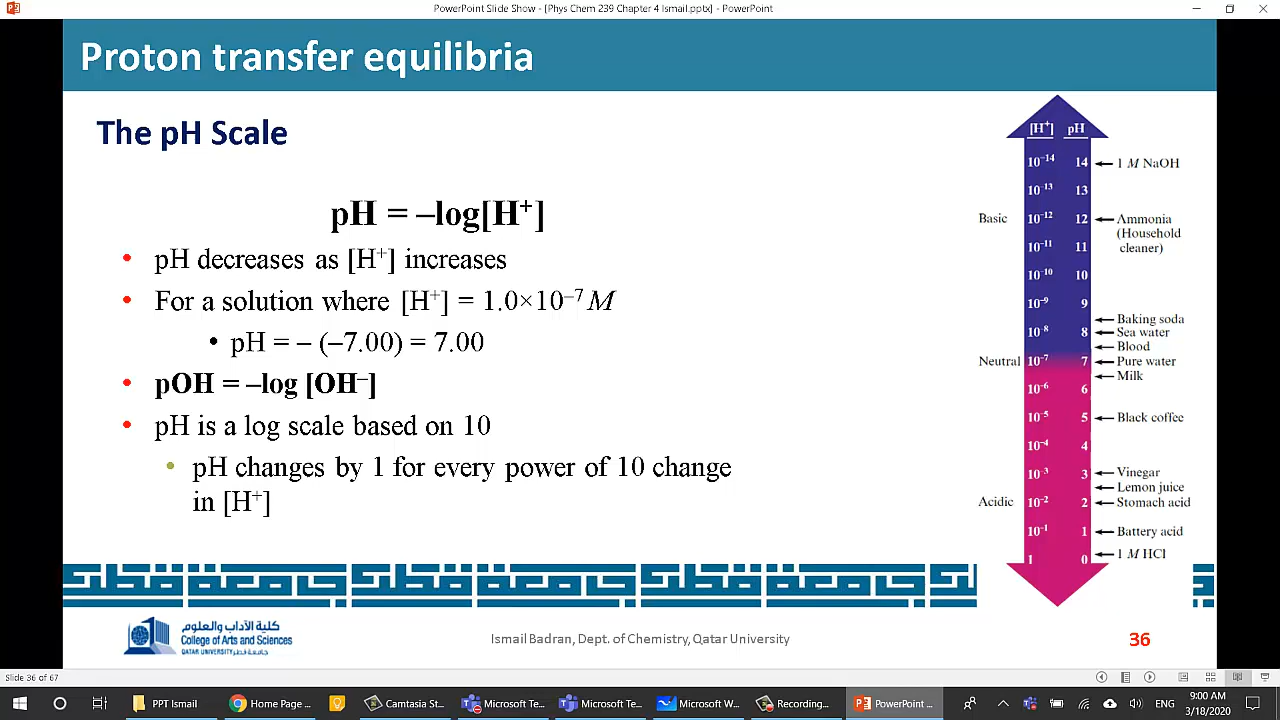 PowerPoint Slide Show - [Phys Chem 239 Chapter 4 Ismail.pptx] - PowerPoint
Proton transfer equilibria
The pH Scale
pH = –log[H⁺]
• pH decreases as [H⁺] increases
• For a solution where [H⁺] = 1.0×10⁻⁷ M
• pH = – (–7.00) = 7.00
• pOH = –log [OH⁻]
• pH is a log scale based on 10
• pH changes by 1 for every power of 10 change
in [H⁺]
[H⁺] pH
10⁻¹⁴ 14 1 M NaOH
10⁻¹³ 13
Basic 10⁻¹² 12 Ammonia
(Household
cleaner)
10⁻¹¹ 11
10⁻¹⁰ 10
10⁻⁹ 9
Baking soda
10⁻⁸ 8 Sea water
Blood
Neutral 10⁻⁷ 7 Pure water
Milk
10⁻⁶ 6
10⁻⁵ 5 Black coffee
10⁻⁴ 4
10⁻³ 3 Vinegar
Lemon juice
Acidic 10⁻² 2 Stomach acid
10⁻¹ 1 Battery acid
1 M HCl
1 0
جامعة قطر جامعة قطر جامعة قطر
كلية الآداب والعلوم
College of Arts and Sciences
QATAR UNIVERSITY جامعة قطر
Ismail Badran, Dept. of Chemistry, Qatar University
36
Slide 36 of 67
PPT Ismail
Home Page ...
Camtasia St...
Microsoft Te...
Microsoft Te...
Microsoft W...
Recording...
PowerPoint ...
ENG
9:00 AM
3/18/2020